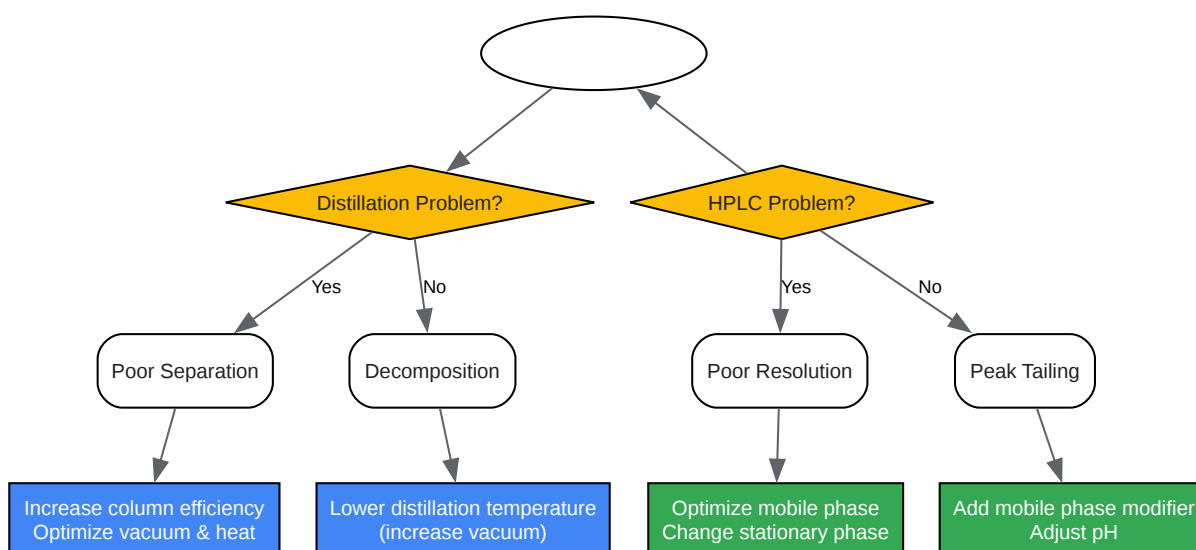 Distillation Problem?
HPLC Problem?
Yes
No
Yes
No
Poor Separation
Decomposition
Poor Resolution
Peak Tailing
Increase column efficiency
Optimize vacuum & heat
Lower distillation temperature
(increase vacuum)
Optimize mobile phase
Change stationary phase
Add mobile phase modifier
Adjust pH